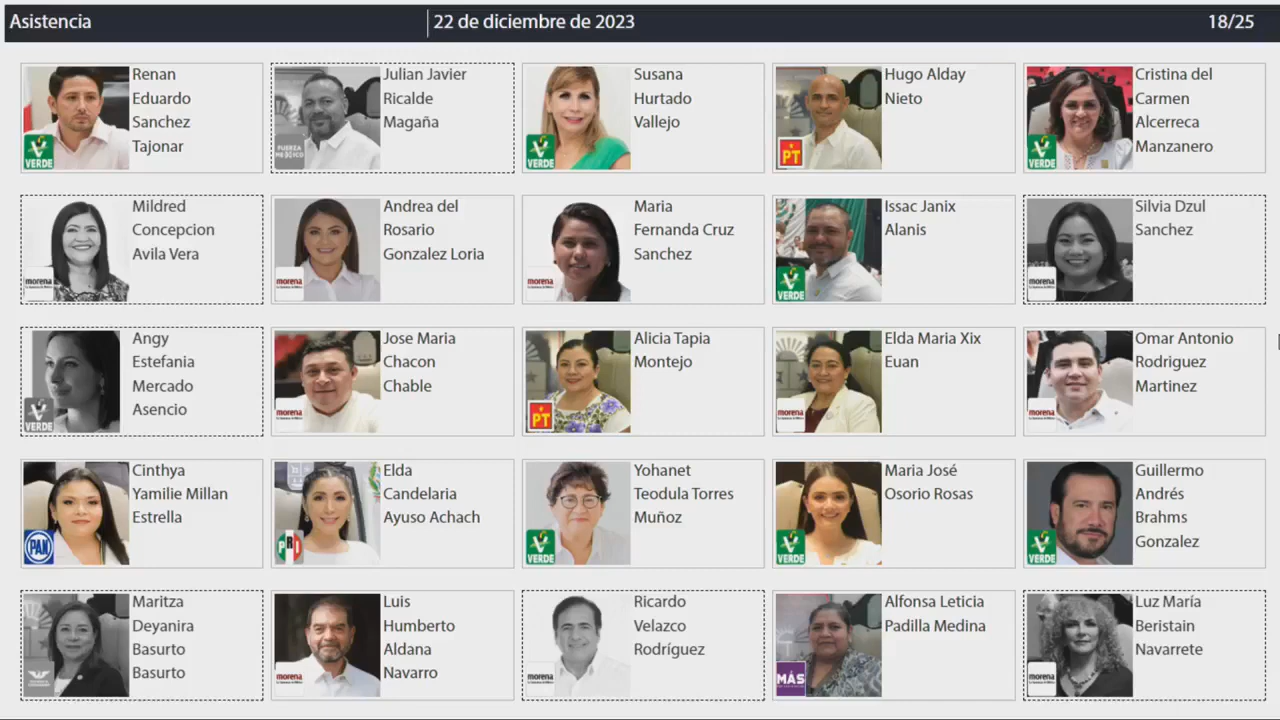 Asistencia
22 de diciembre de 2023
18/25
Renan
Eduardo
Sanchez
Tajonar
VERDE
Julian Javier
Ricalde
Magaña
FUERZA
MÉXICO
Susana
Hurtado
Vallejo
VERDE
Hugo Alday
Nieto
PT
Cristina del
Carmen
Alcerreca
Manzanero
VERDE
Mildred
Concepcion
Avila Vera
morena
Andrea del
Rosario
Gonzalez Loria
morena
Maria
Fernanda Cruz
Sanchez
morena
Issac Janix
Alanis
VERDE
Silvia Dzul
Sanchez
morena
Angy
Estefania
Mercado
Asencio
VERDE
Jose Maria
Chacon
Chable
morena
Alicia Tapia
Montejo
PT
Elda Maria Xix
Euan
morena
Omar Antonio
Rodriguez
Martinez
morena
Cinthya
Yamilie Millan
Estrella
PAN
Elda
Candelaria
Ayuso Achach
PRI
Yohanet
Teodula Torres
Muñoz
VERDE
Maria José
Osorio Rosas
VERDE
Guillermo
Andrés
Brahms
Gonzalez
VERDE
Maritza
Deyanira
Basurto
Basurto
Luis
Humberto
Aldana
Navarro
morena
Ricardo
Velazco
Rodríguez
morena
Alfonsa Leticia
Padilla Medina
MÁS
Luz María
Beristain
Navarrete
morena